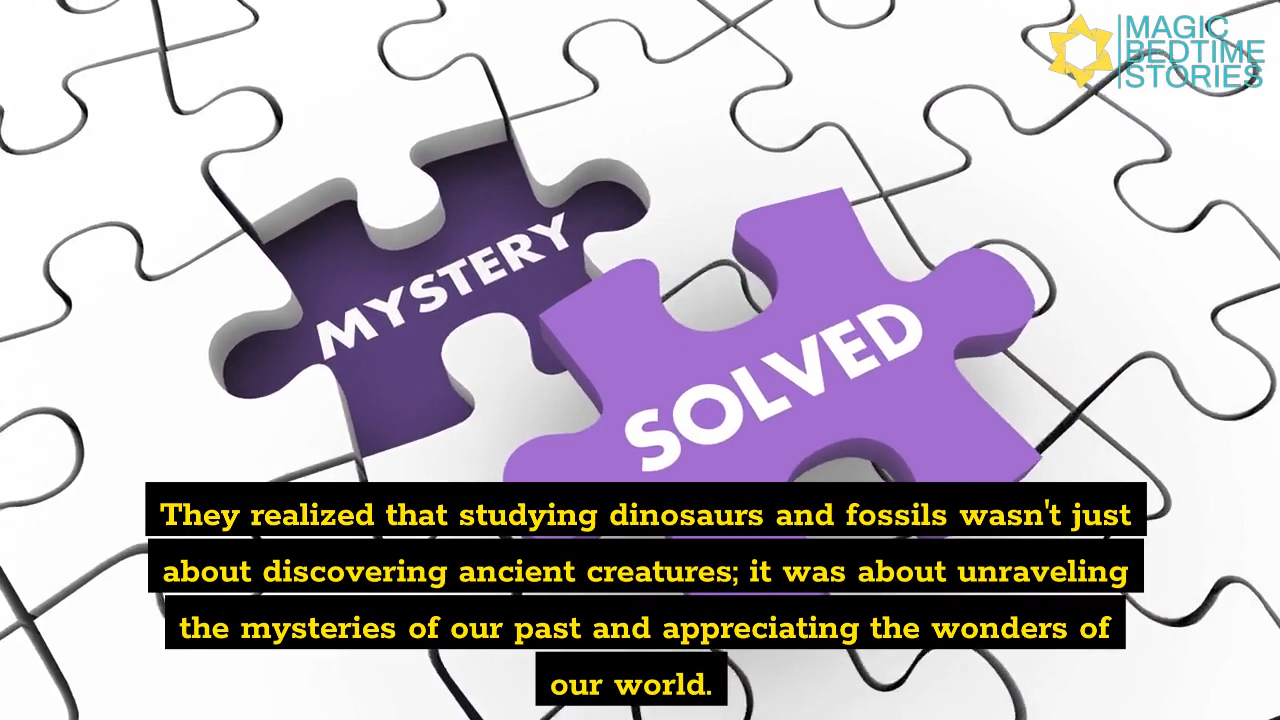 MAGIC
BEDTIME
STORIES
MYSTERY
SOLVED
They realized that studying dinosaurs and fossils wasn't just
about discovering ancient creatures; it was about unraveling
the mysteries of our past and appreciating the wonders of
our world.